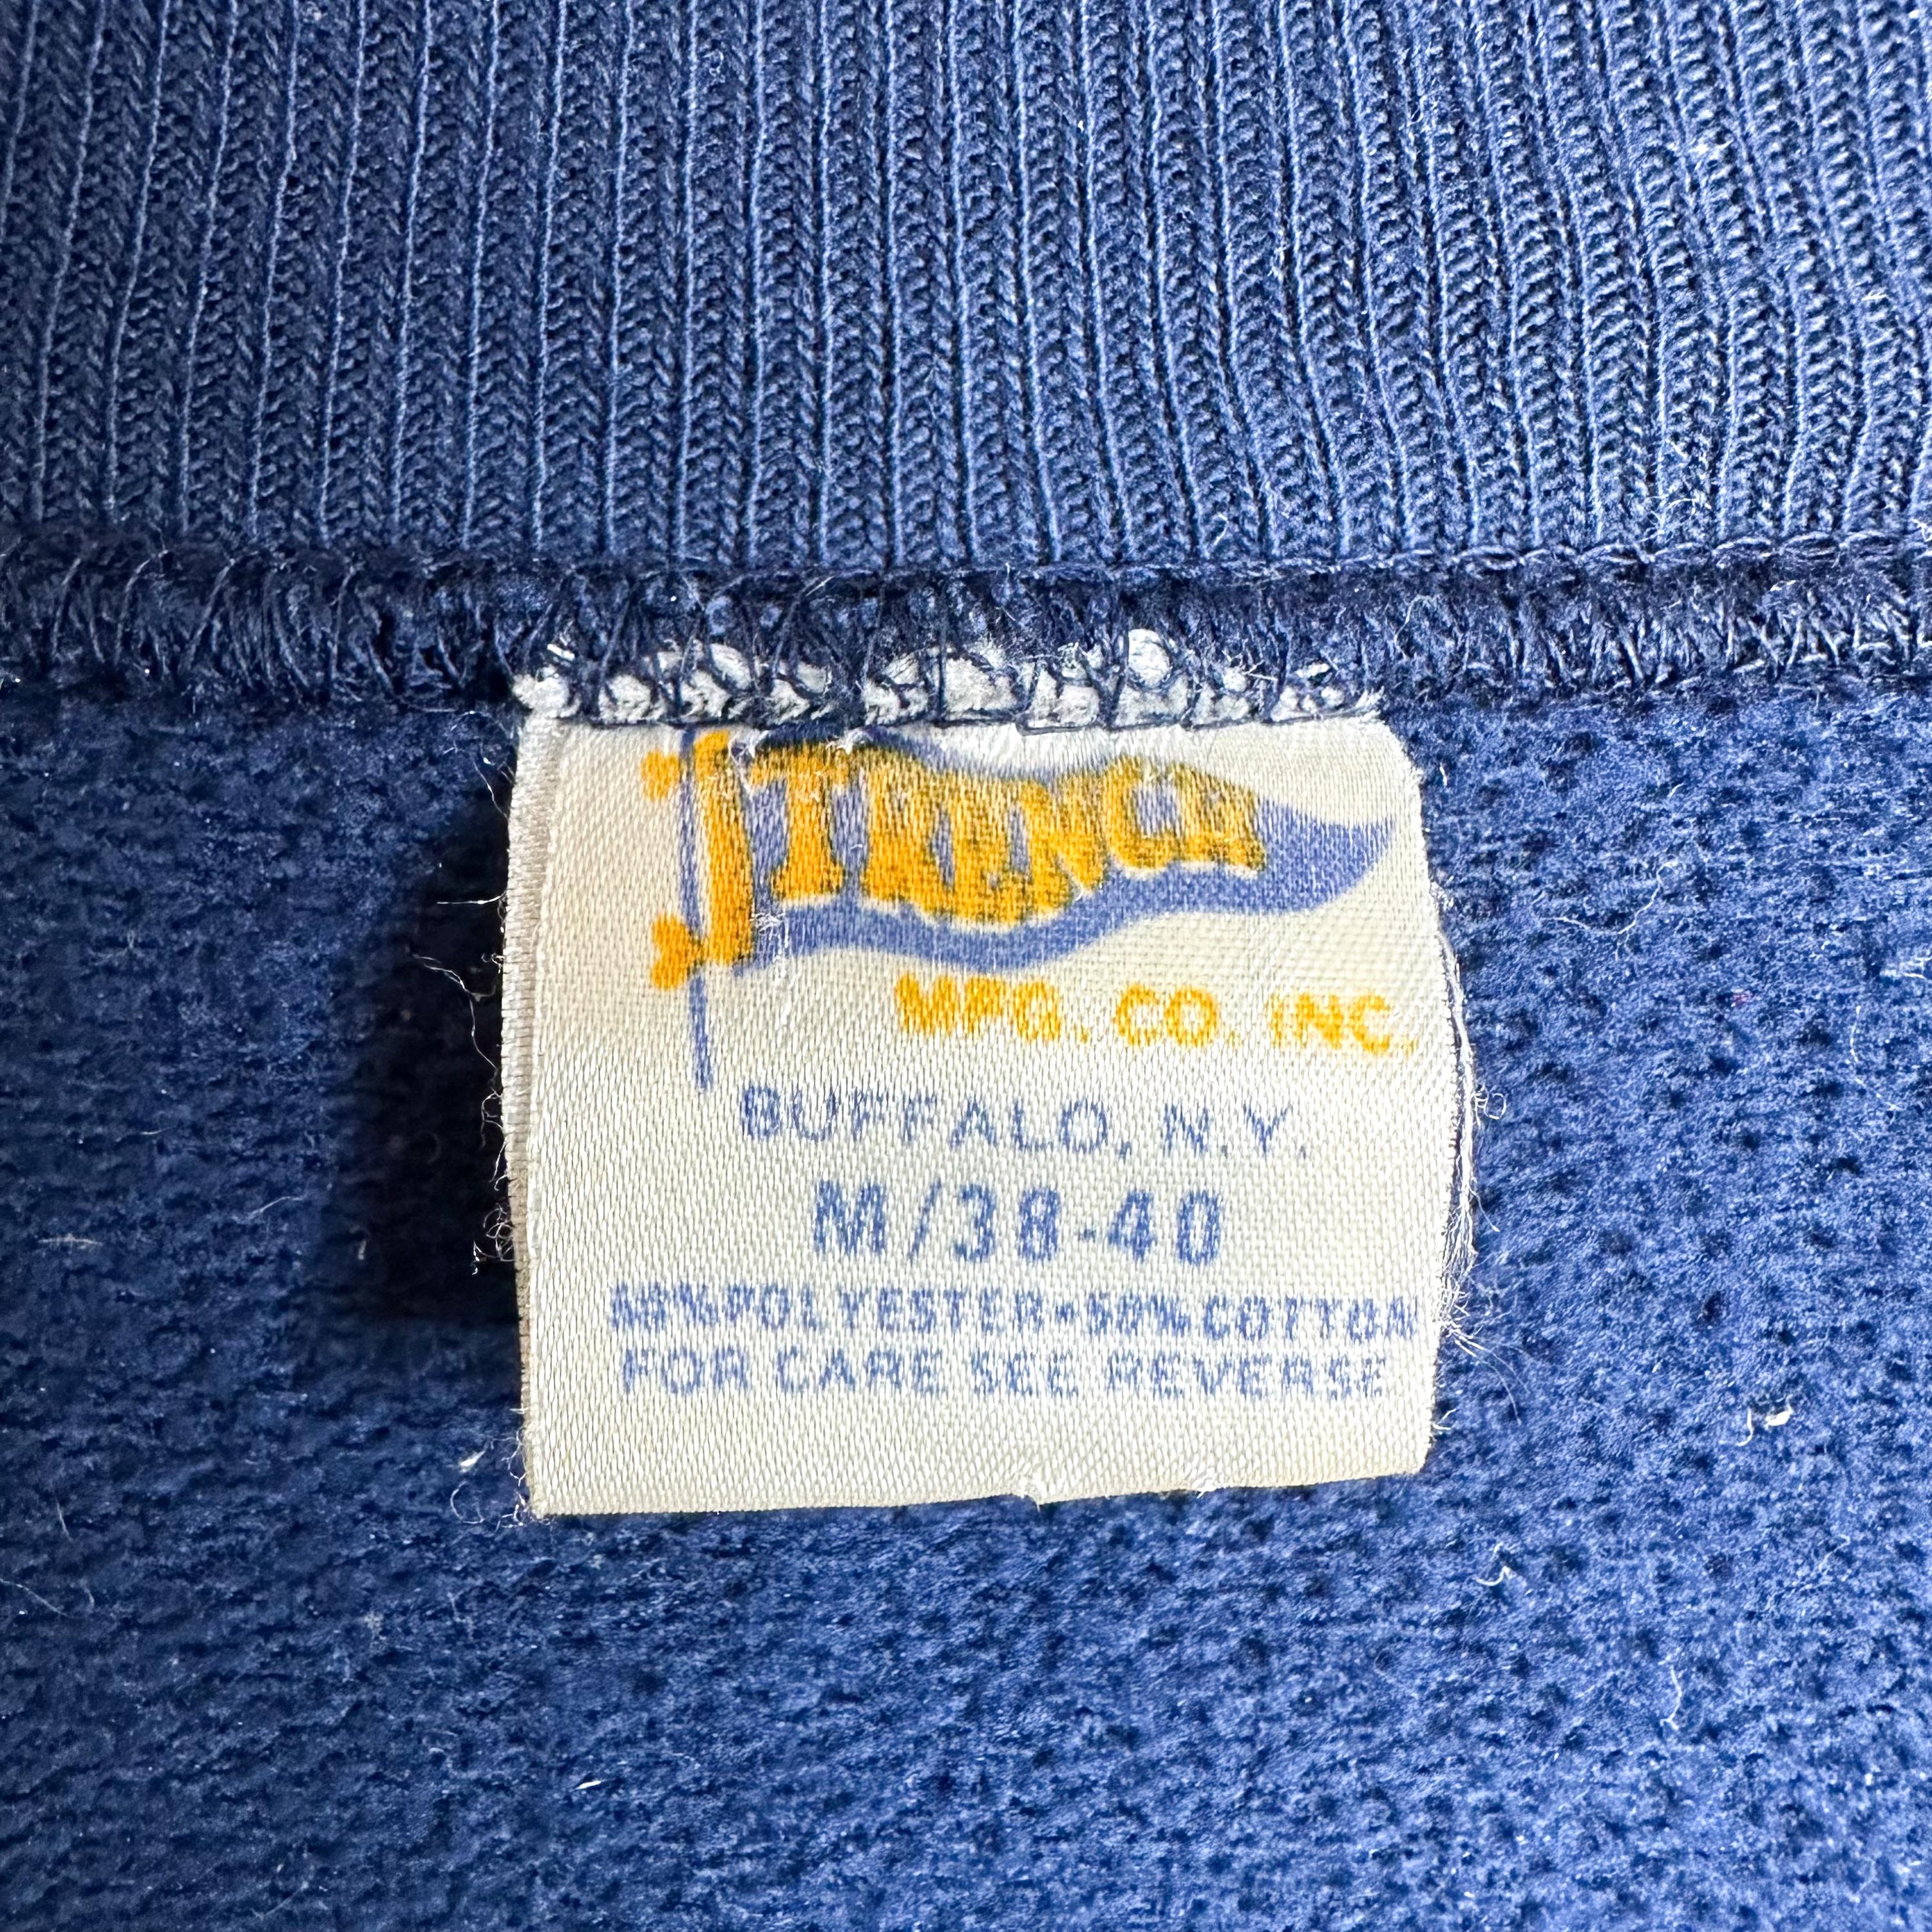 TRENCH
MFG. CO. INC.
BUFFALO, N.Y.
M/38-40
50%POLYESTER-50%COTTON
FOR CARE SEE REVERSE